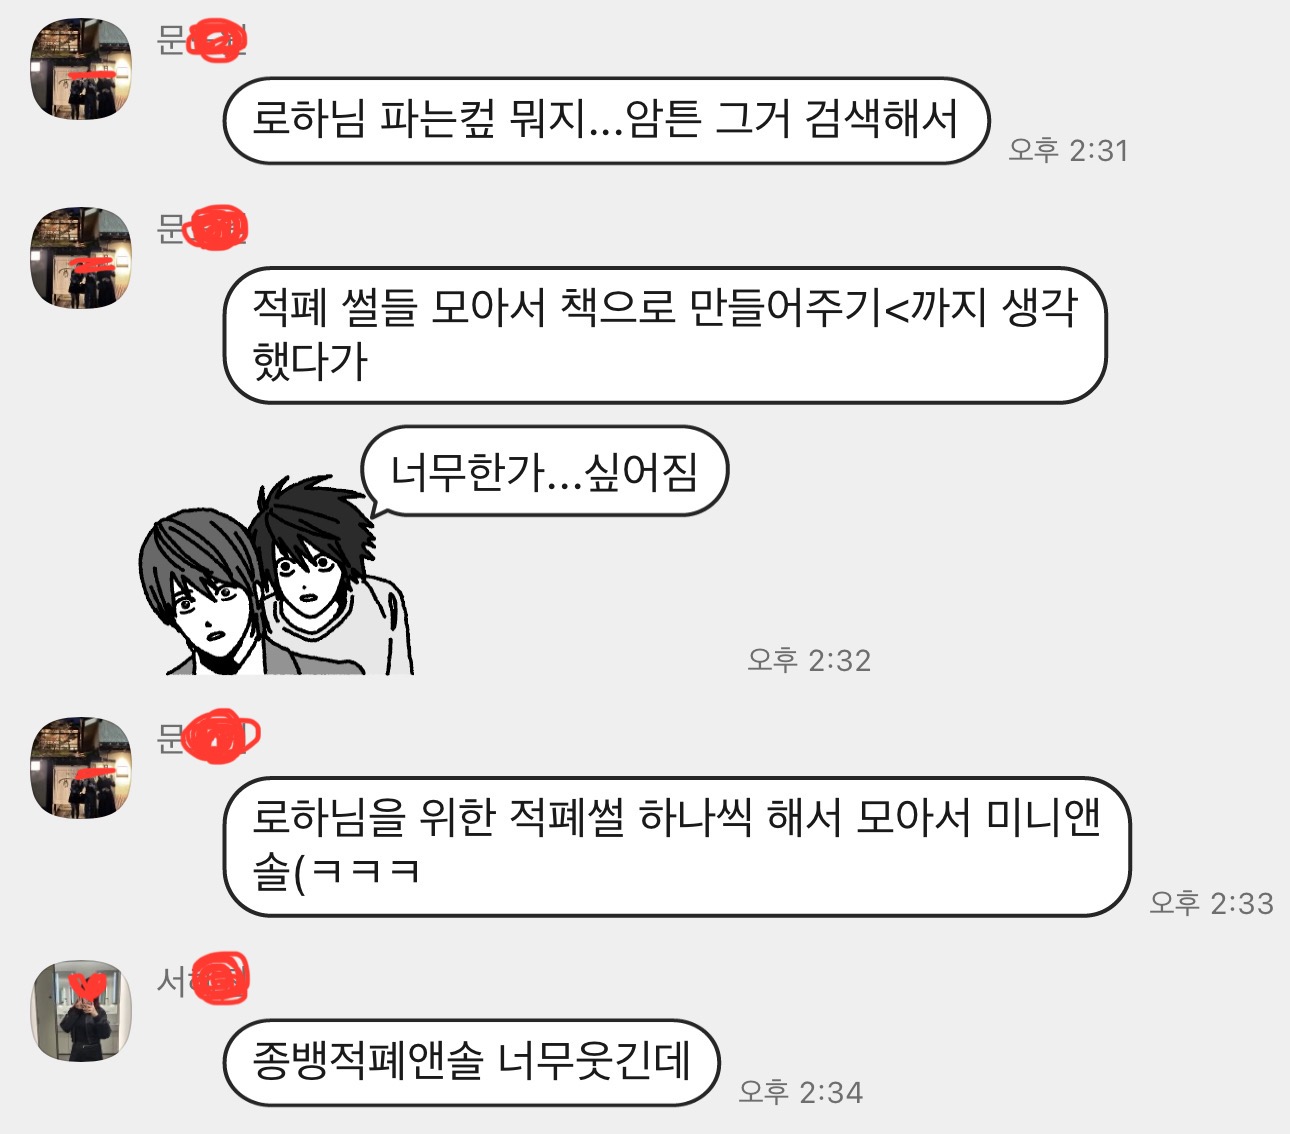 문
로하님 파는컾 뭐지...암튼 그거 검색해서
오후 2:31
문
적폐 썰들 모아서 책으로 만들어주기<까지 생각
했다가
너무한가...싶어짐
오후 2:32
문
로하님을 위한 적폐썰 하나씩 해서 모아서 미니앤
솔(ㅋㅋㅋ
오후 2:33
서
종뱅적폐앤솔 너무웃긴데
오후 2:34